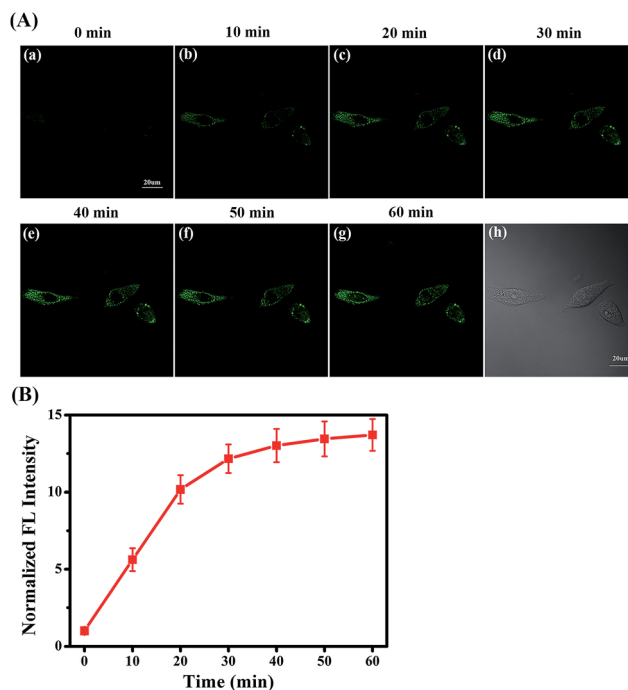 (A)
0 min 10 min 20 min 30 min
(a) (b) (c) (d)
20um
40 min 50 min 60 min
(e) (f) (g) (h)
20um
(B)
15
10
5
0
Normalized FL Intensity
0 10 20 30 40 50 60
Time (min)